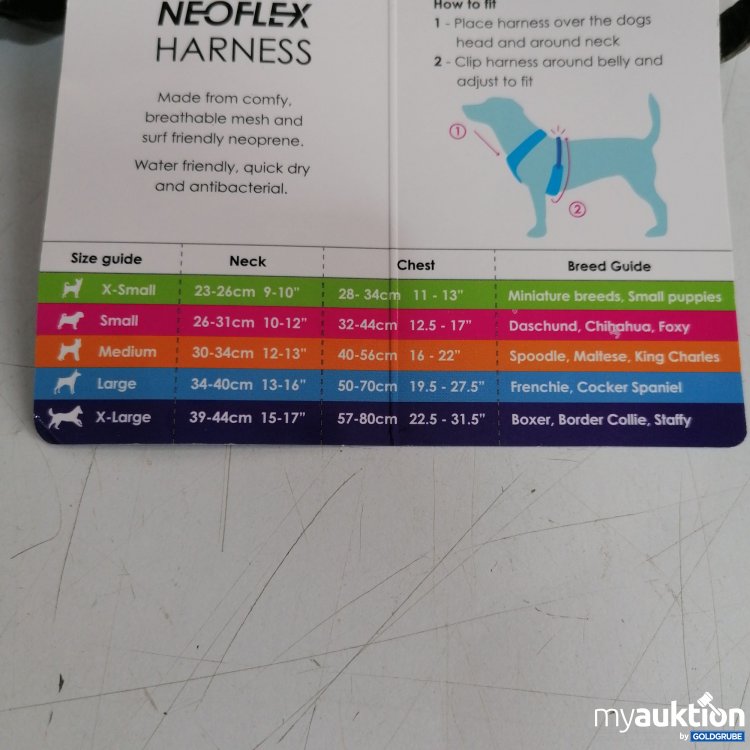 NEOFLEX
HARNESS
Made from comfy,
breathable mesh and
surf friendly neoprene.
Water friendly, quick dry
and antibacterial.
How to fit
1 - Place harness over the dogs
head and around neck
2 - Clip harness around belly and
adjust to fit
1
2
Size guide Neck Chest Breed Guide
X-Small 23-26cm 9-10" 28- 34cm 11 - 13" Miniature breeds, Small puppies
Small 26-31cm 10-12" 32-44cm 12.5 - 17" Daschund, Chihahua, Foxy
Medium 30-34cm 12-13" 40-56cm 16 - 22" Spoodle, Maltese, King Charles
Large 34-40cm 13-16" 50-70cm 19.5 - 27.5" Frenchie, Cocker Spaniel
X-Large 39-44cm 15-17" 57-80cm 22.5 - 31.5" Boxer, Border Collie, Staffy
myauktion
by GOLDGRUBE